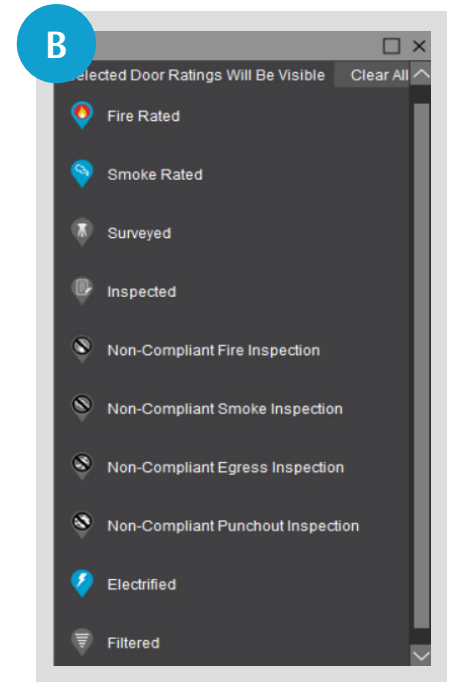 B
Selected Door Ratings Will Be Visible Clear All
Fire Rated
Smoke Rated
Surveyed
Inspected
Non-Compliant Fire Inspection
Non-Compliant Smoke Inspection
Non-Compliant Egress Inspection
Non-Compliant Punchout Inspection
Electrified
Filtered